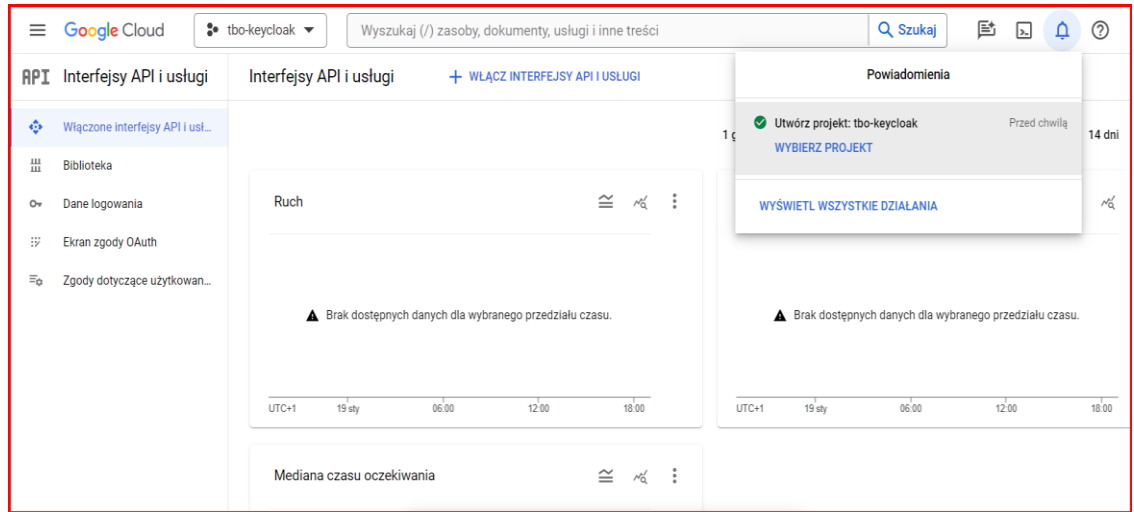 Google Cloud
tbo-keycloak
Wyszukaj (/) zasoby, dokumenty, usługi i inne treści
Szukaj
API Interfejsy API i usługi
Włączone interfejsy API i usł...
Biblioteka
Dane logowania
Ekran zgody OAuth
Zgody dotyczące użytkowan...
Interfejsy API i usługi
WŁĄCZ INTERFEJSY API I USŁUGI
Powiadomienia
Utwórz projekt: tbo-keycloak
Przed chwilą
WYBIERZ PROJEKT
WYŚWIETL WSZYSTKIE DZIAŁANIA
14 dni
Ruch
Brak dostępnych danych dla wybranego przedziału czasu.
UTC+1 19 sty 06:00 12:00 18:00
Brak dostępnych danych dla wybranego przedziału czasu.
UTC+1 19 sty 06:00 12:00 18:00
Mediana czasu oczekiwania